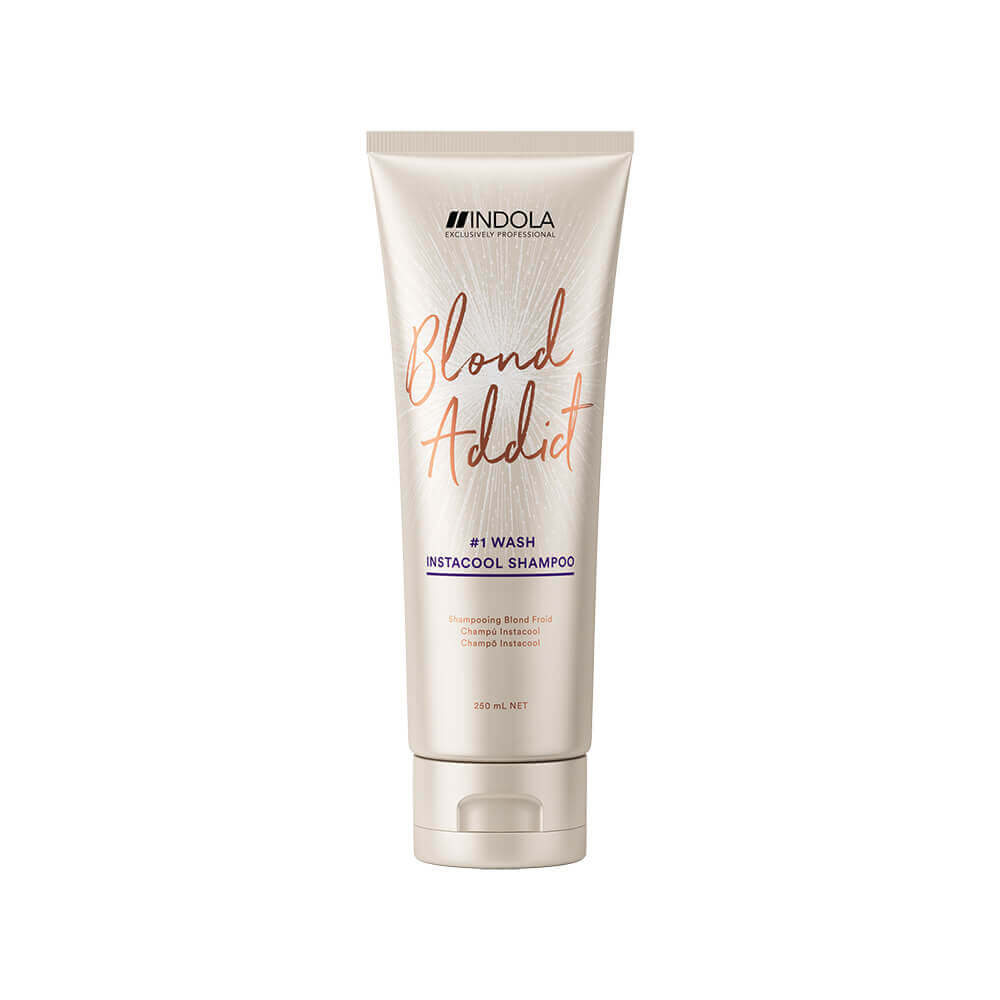 INDOLA
EXCLUSIVELY PROFESSIONAL
Blond
Addict
#1 WASH
INSTACOOL SHAMPOO
Shampooing Blond Froid
Champú Instacool
Champô Instacool
250 mL NET